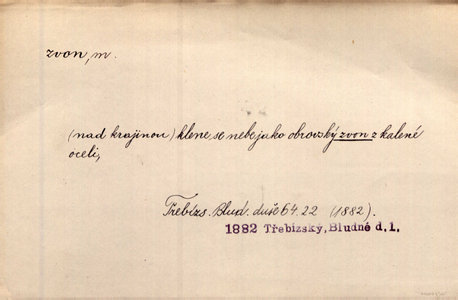 zvon, m.
(nad krajinou) klene se nebe jako obrovský zvon z kalené
oceli,
Třebízs. Blud. duše 64.22 (1882).
1882 Třebízský, Bludné d. 1.